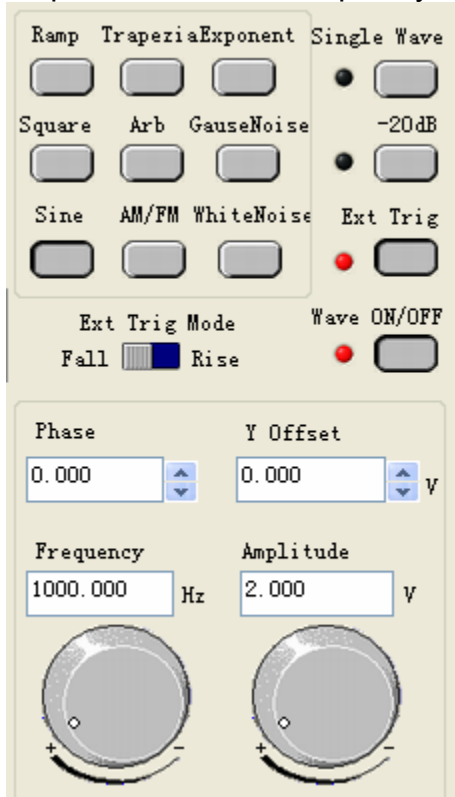 Ramp TrapeziaExponent Single Wave
Square Arb GauseNoise -20dB
Sine AM/FM WhiteNoise Ext Trig
Ext Trig Mode Wave ON/OFF
Fall Rise
Phase Y Offset
0.000 0.000 V
Frequency Amplitude
1000.000 Hz 2.000 V
+ - + -